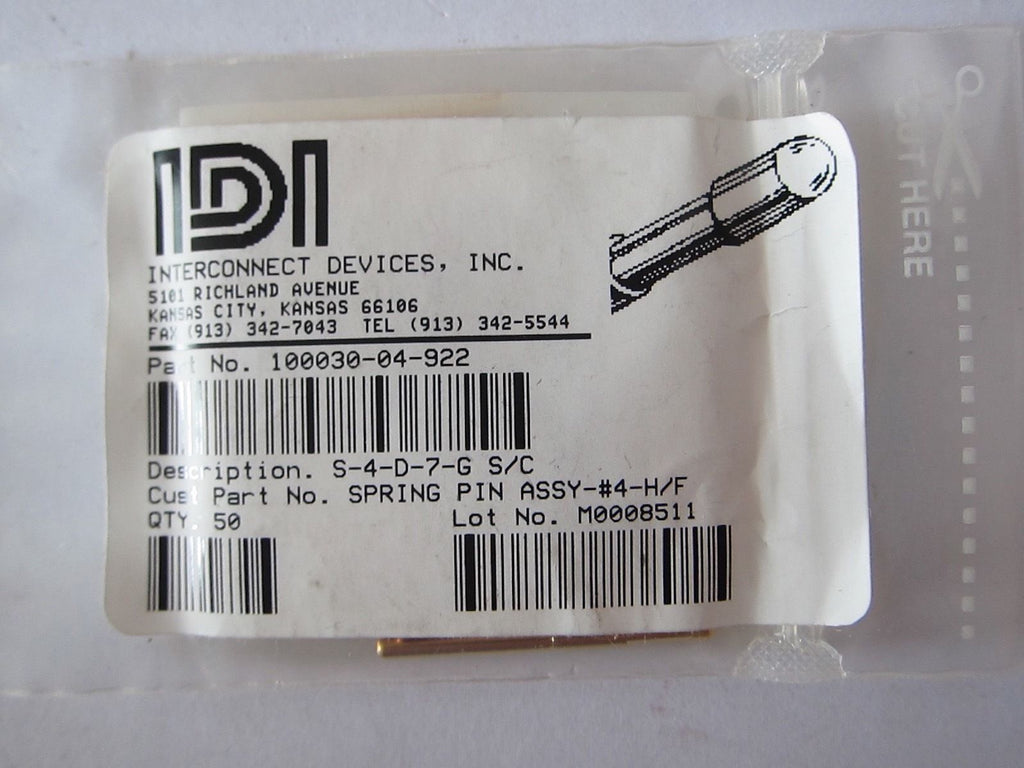 IDI
INTERCONNECT DEVICES, INC.
5101 RICHLAND AVENUE
KANSAS CITY, KANSAS 66106
FAX (913) 342-7043 TEL (913) 342-5544
Part No. 100030-04-922
Description. S-4-D-7-G S/C
Cust Part No. SPRING PIN ASSY-#4-H/F
QTY. 50 Lot No. M0008511
CUT HERE